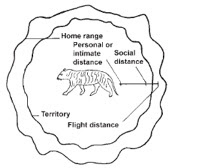 Home range
Personal or
intimate
distance
Social
distance
Territory
Flight distance